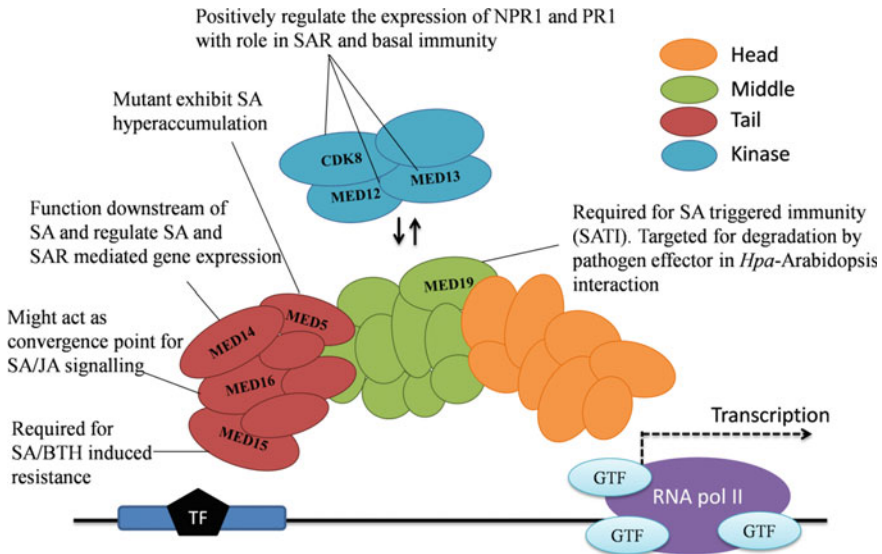 Positively regulate the expression of NPR1 and PR1
with role in SAR and basal immunity
Head
Middle
Tail
Kinase
Mutant exhibit SA
hyperaccumulation
CDK8
MED13
MED12
Function downstream of
SA and regulate SA and
SAR mediated gene expression
Required for SA triggered immunity
(SATI). Targeted for degradation by
pathogen effector in Hpa-Arabidopsis
interaction
MED19
MED5
MED14
Might act as
convergence point for
SA/JA signalling
MED16
Required for
SA/BTH induced
resistance
MED15
Transcription
GTF
RNA pol II
TF
GTF
GTF